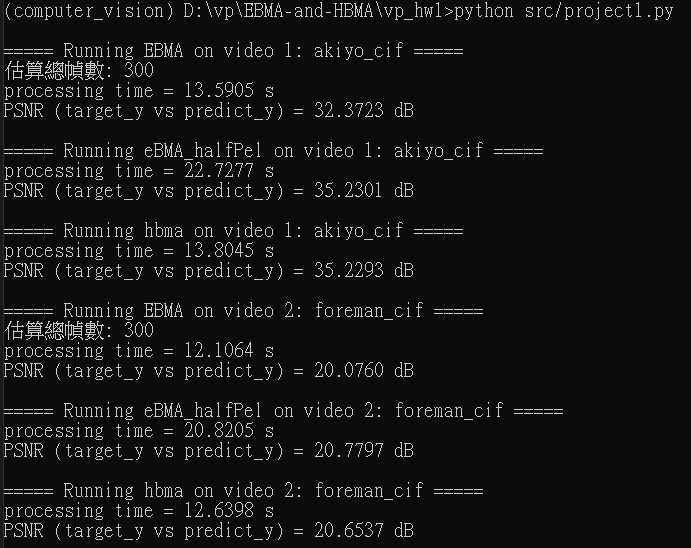 (computer_vision) D:\vp\EBMA-and-HBMA\vp_hw1>python src/project1.py
===== Running EBMA on video 1: akiyo_cif =====
估算總幀數: 300
processing time = 13.5905 s
PSNR (target_y vs predict_y) = 32.3723 dB
===== Running eBMA_halfPel on video 1: akiyo_cif =====
processing time = 22.7277 s
PSNR (target_y vs predict_y) = 35.2301 dB
===== Running hbma on video 1: akiyo_cif =====
processing time = 13.8045 s
PSNR (target_y vs predict_y) = 35.2293 dB
===== Running EBMA on video 2: foreman_cif =====
估算總幀數: 300
processing time = 12.1064 s
PSNR (target_y vs predict_y) = 20.0760 dB
===== Running eBMA_halfPel on video 2: foreman_cif =====
processing time = 20.8205 s
PSNR (target_y vs predict_y) = 20.7797 dB
===== Running hbma on video 2: foreman_cif =====
processing time = 12.6398 s
PSNR (target_y vs predict_y) = 20.6537 dB